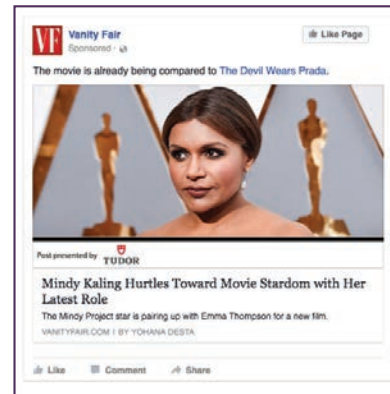 VF
Vanity Fair
Sponsored ·
Like Page
The movie is already being compared to The Devil Wears Prada.
Post presented by TUDOR
Mindy Kaling Hurtles Toward Movie Stardom with Her
Latest Role
The Mindy Project star is pairing up with Emma Thompson for a new film.
VANITYFAIR.COM | BY YOHANA DESTA
Like Comment Share